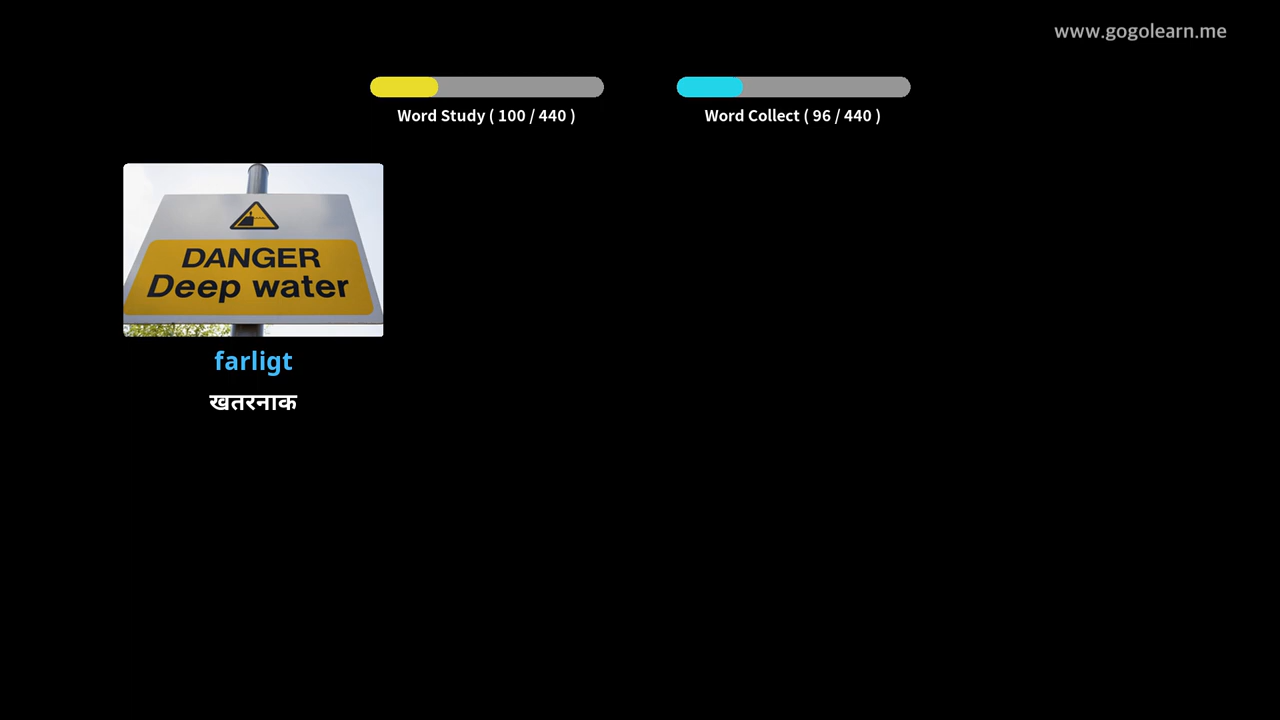 www.gogolearn.me
Word Study ( 100 / 440 )
Word Collect ( 96 / 440 )
DANGER
Deep water
farligt
खतरनाक